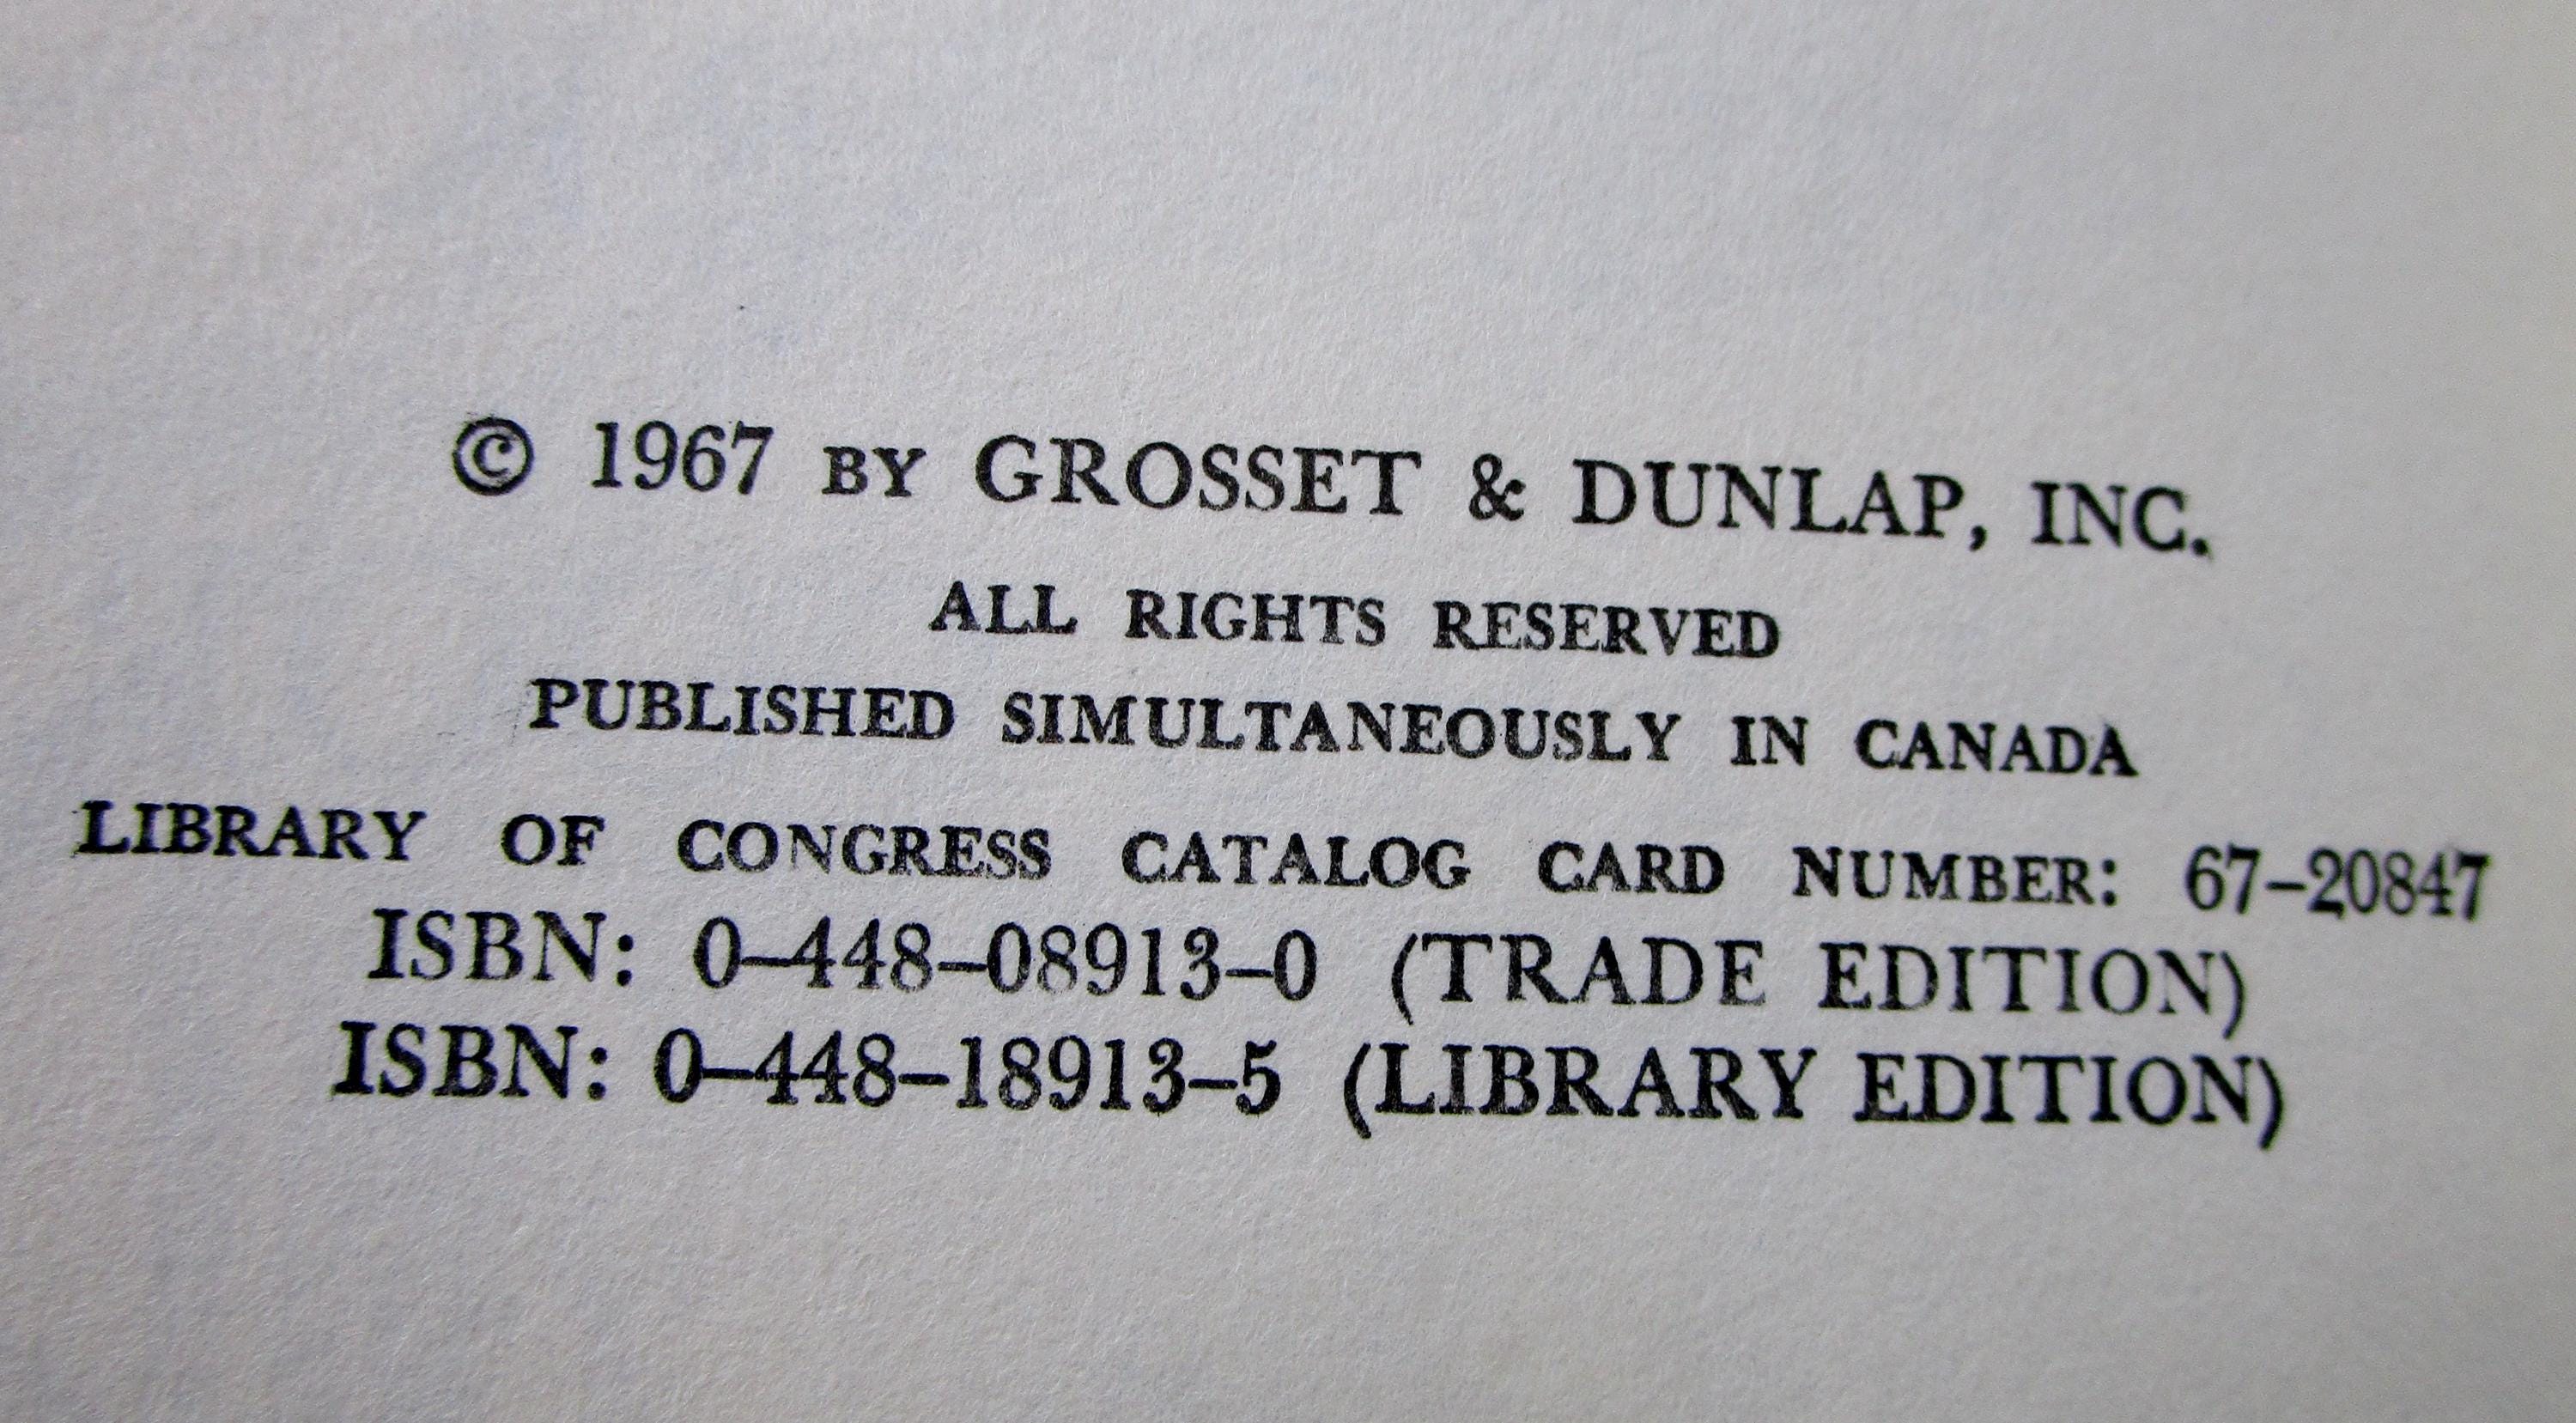 © 1967 BY GROSSET & DUNLAP, INC.
ALL RIGHTS RESERVED
PUBLISHED SIMULTANEOUSLY IN CANADA
LIBRARY OF CONGRESS CATALOG CARD NUMBER: 67–20847
ISBN: 0–448–08913–0 (TRADE EDITION)
ISBN: 0–448–18913–5 (LIBRARY EDITION)